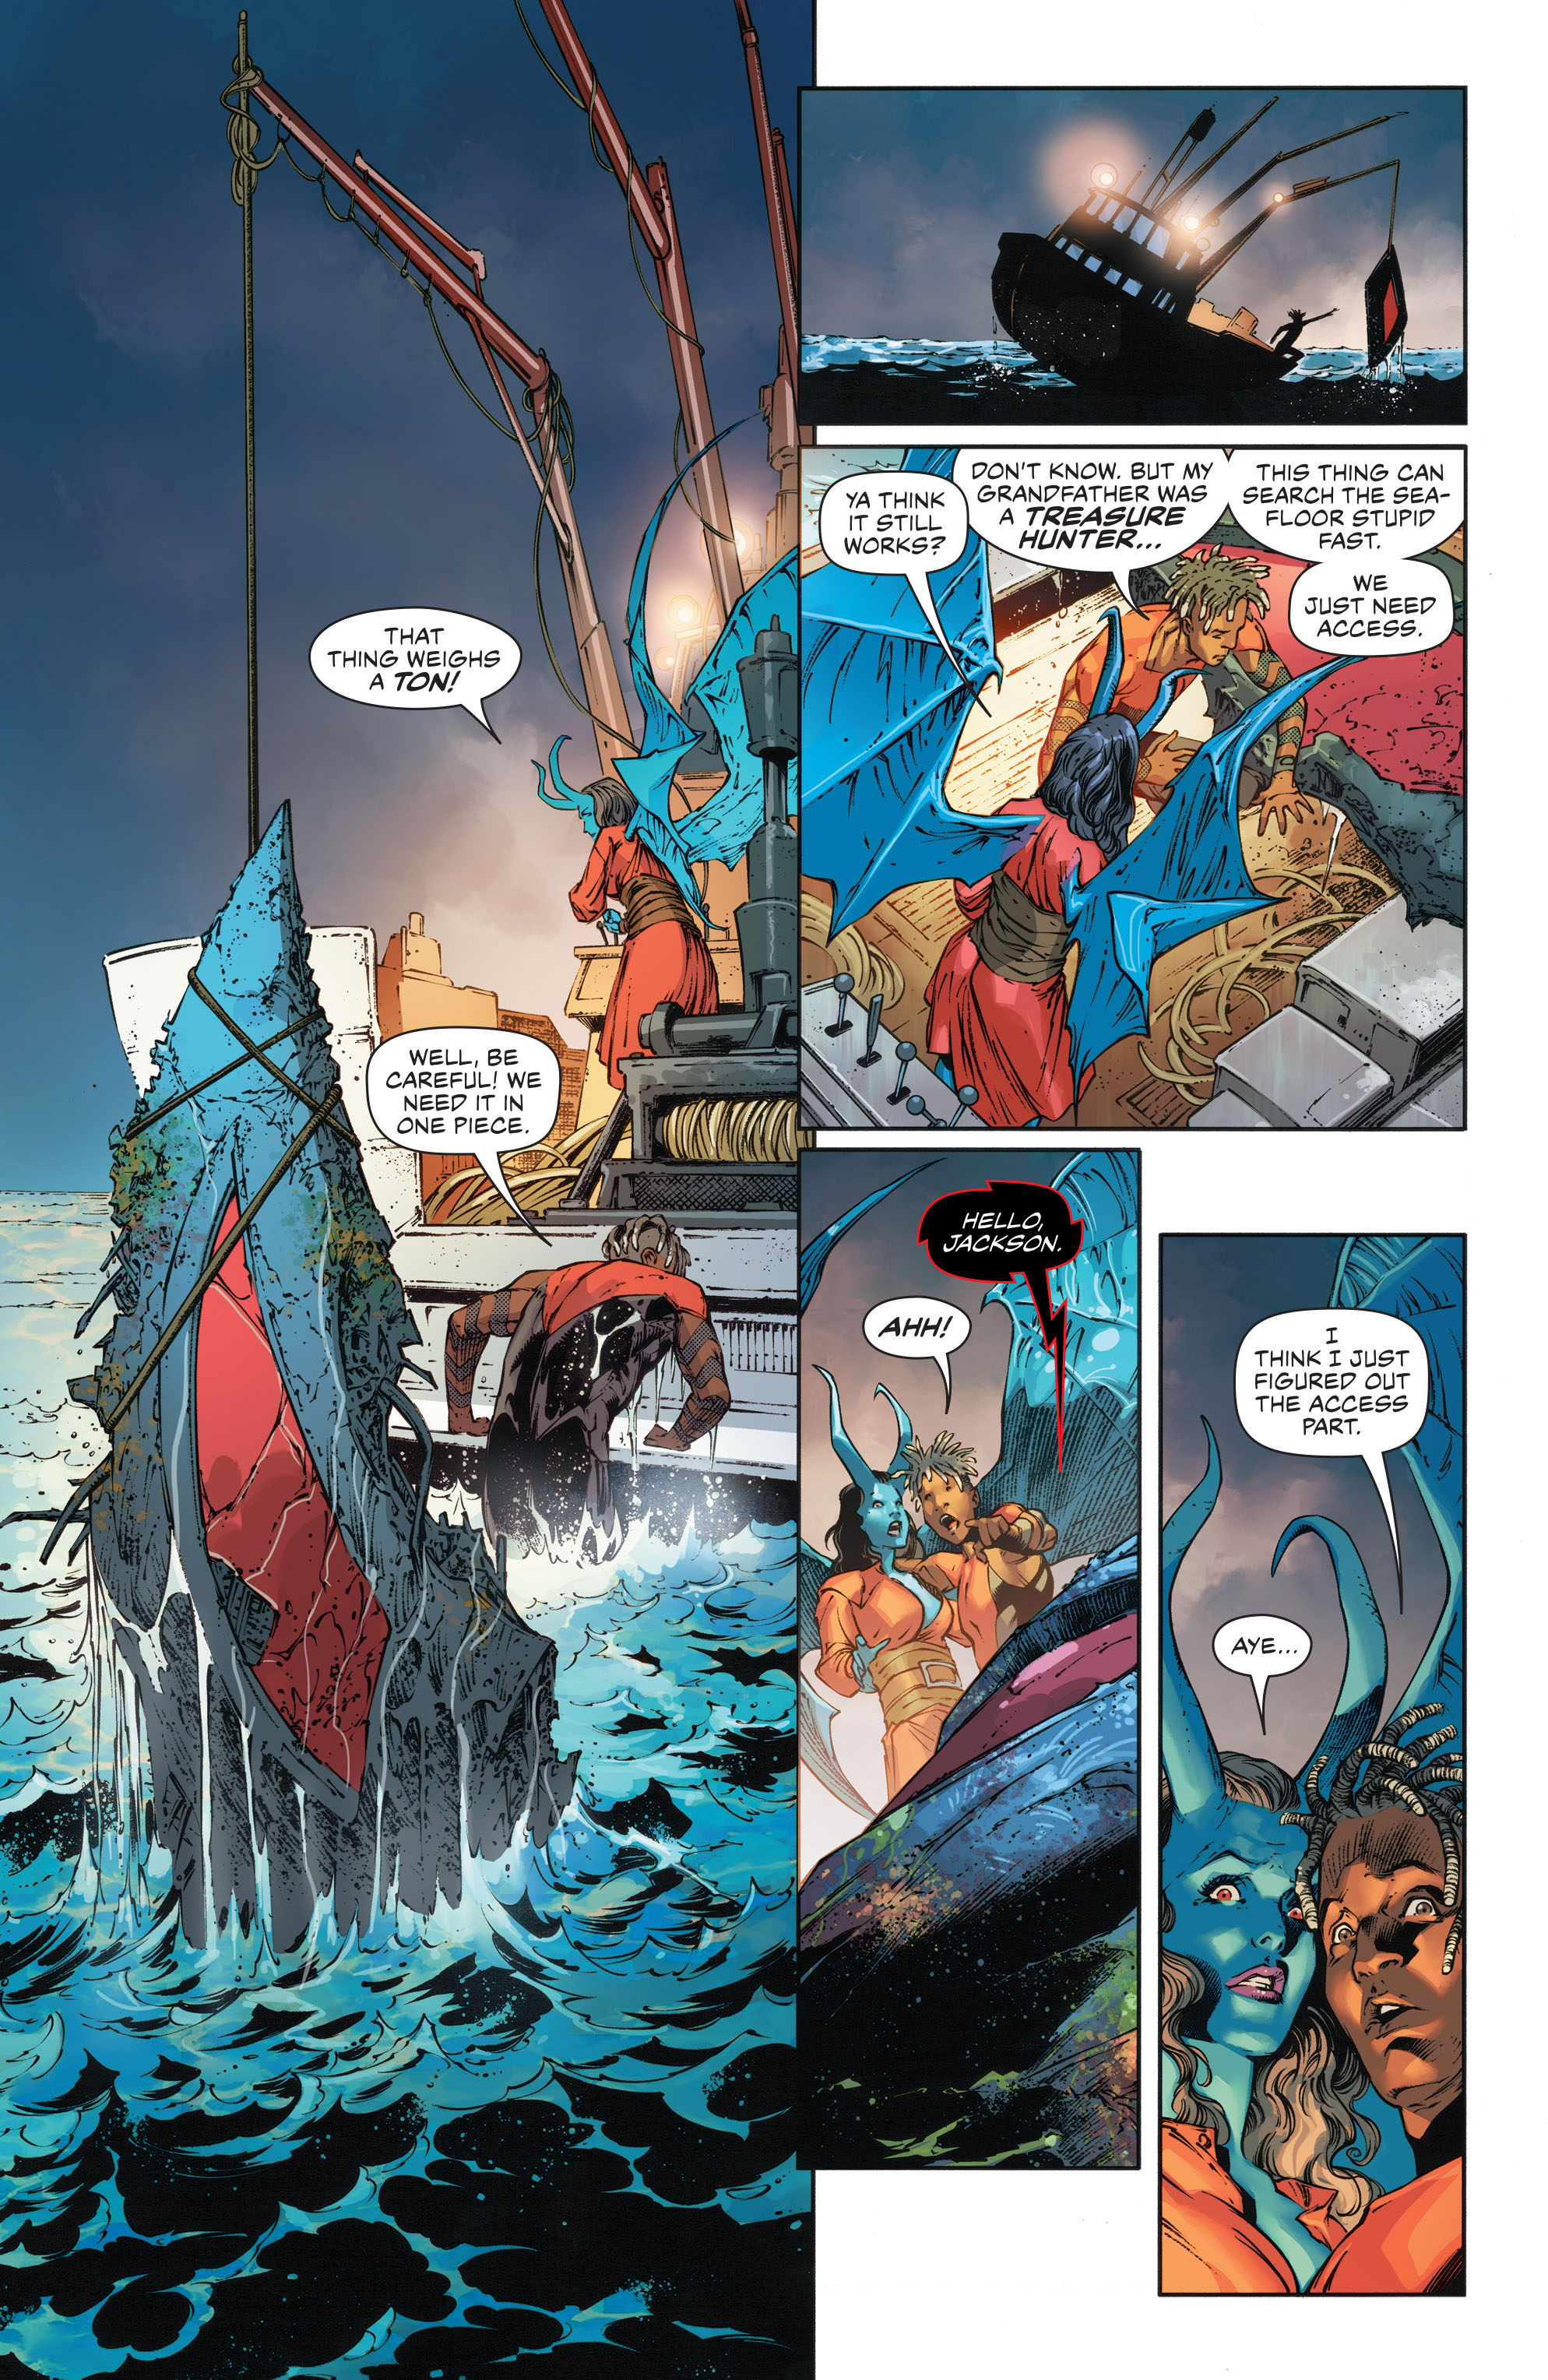 THAT
THING WEIGHS
A TON!
WELL, BE
CAREFUL! WE
NEED IT IN
ONE PIECE.
YA THINK
IT STILL
WORKS?
DON'T KNOW. BUT MY
GRANDFATHER WAS
A TREASURE
HUNTER...
THIS THING CAN
SEARCH THE SEA-
FLOOR STUPID
FAST.
WE
JUST NEED
ACCESS.
HELLO,
JACKSON.
AHH!
I
THINK I JUST
FIGURED OUT
THE ACCESS
PART.
AYE...